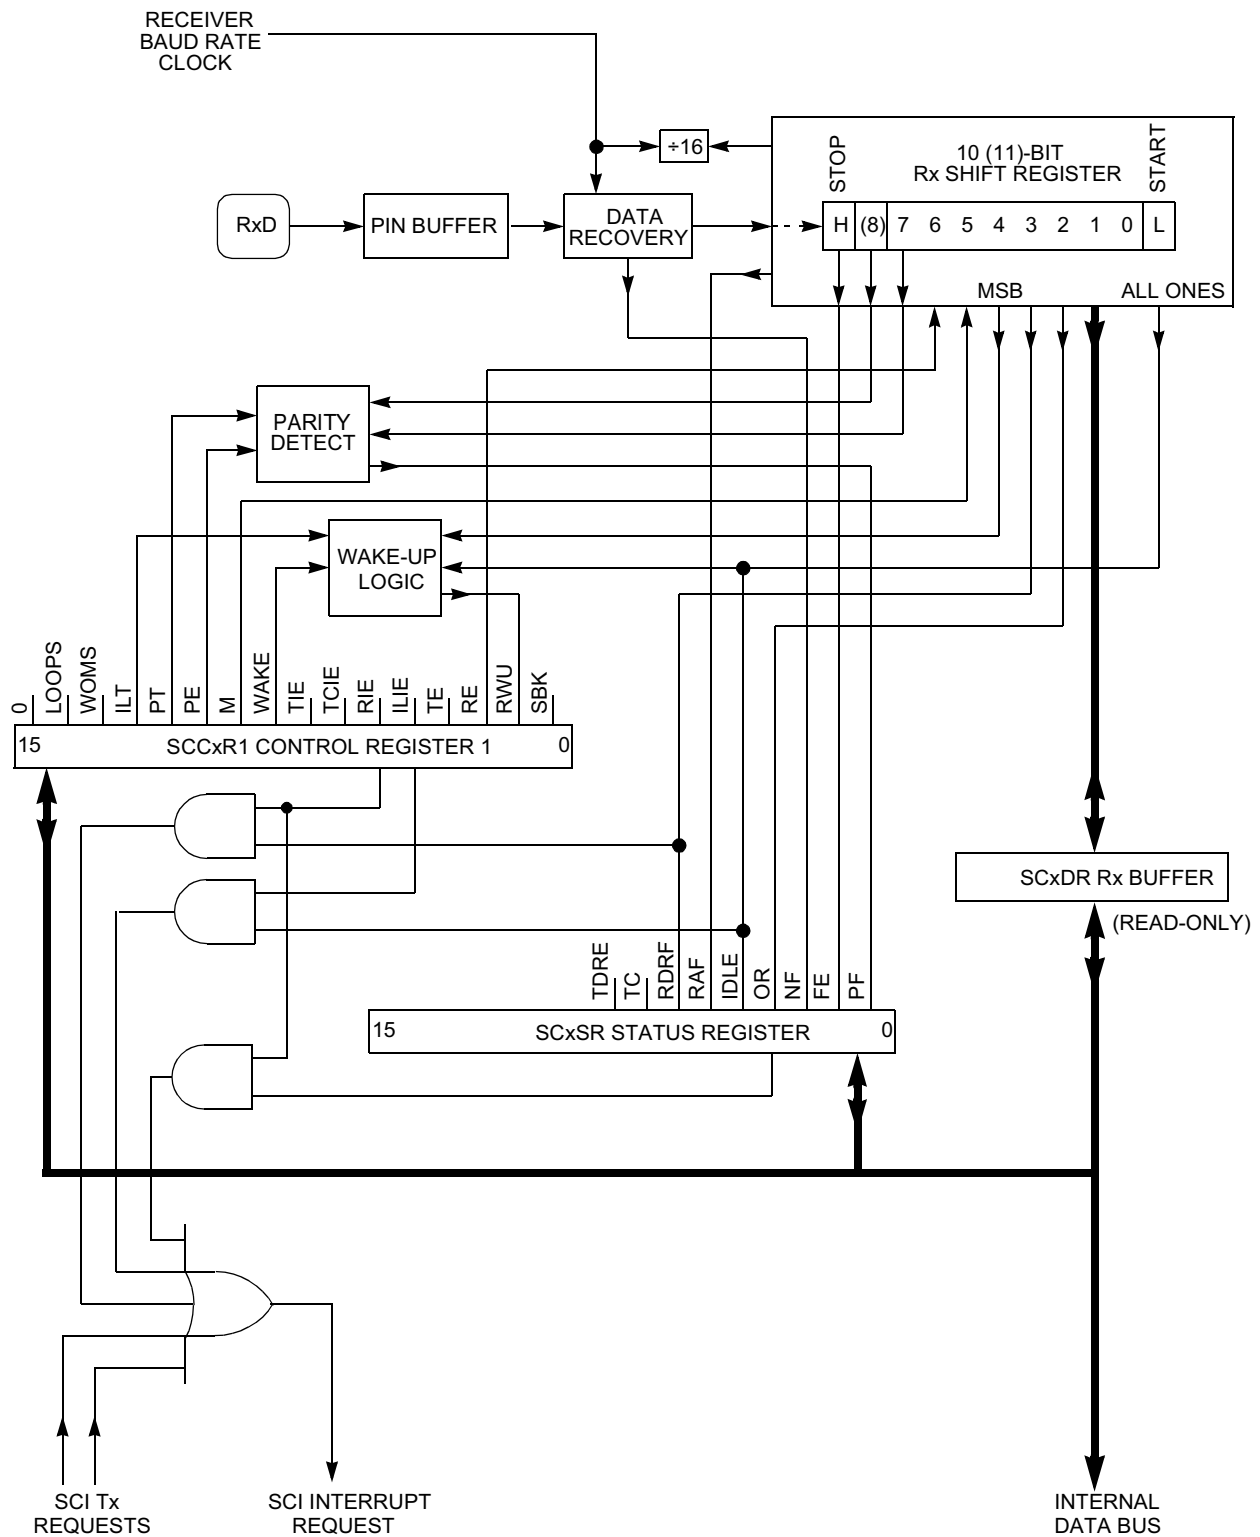 RECEIVER
BAUD RATE
CLOCK
÷16
STOP
10 (11)-BIT
Rx SHIFT REGISTER
START
RxD
PIN BUFFER
DATA
RECOVERY
H (8) 7 6 5 4 3 2 1 0 L
MSB
ALL ONES
PARITY
DETECT
WAKE-UP
LOGIC
0
LOOPS
WOMS
ILT
PT
PE
M
WAKE
TIE
TCIE
RIE
ILIE
TE
RE
RWU
SBK
15 SCCxR1 CONTROL REGISTER 1 0
SCxDR Rx BUFFER
(READ-ONLY)
TDRE
TC
RDRF
RAF
IDLE
OR
NF
FE
PF
15 SCxSR STATUS REGISTER 0
SCI Tx
REQUESTS
SCI INTERRUPT
REQUEST
INTERNAL
DATA BUS